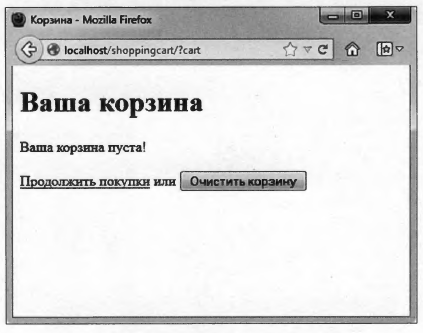 Корзина - Mozilla Firefox
localhost/shoppingcart/?cart
Ваша корзина
Ваша корзина пуста!
Продолжить покупки или Очистить корзину